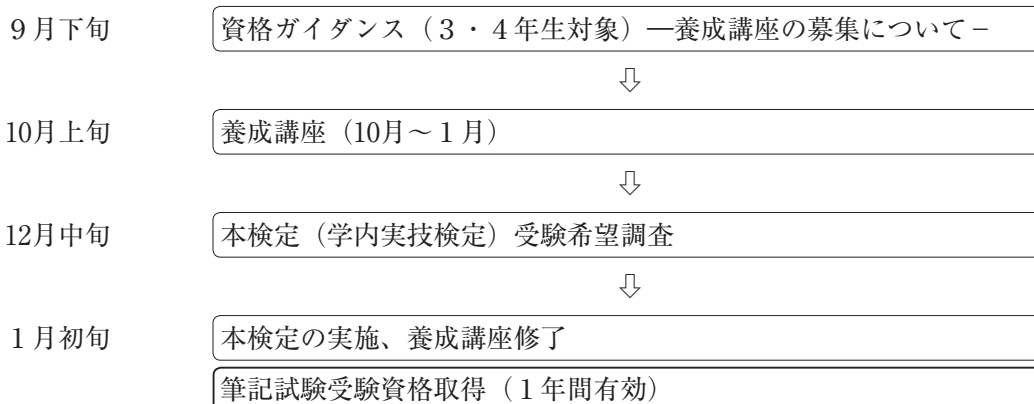 ９月下旬 資格ガイダンス（３・４年生対象）―養成講座の募集について−
⇩
10月上旬 養成講座（10月～１月）
⇩
12月中旬 本検定（学内実技検定）受験希望調査
⇩
１月初旬 本検定の実施、養成講座修了
筆記試験受験資格取得（１年間有効）